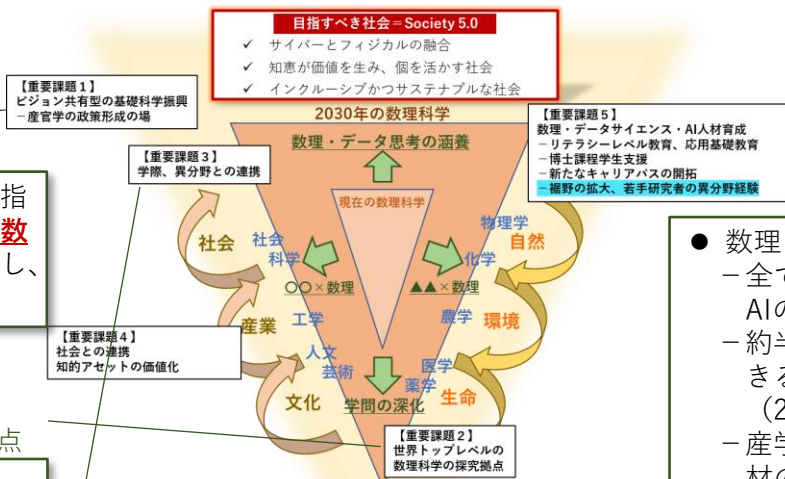 目指すべき社会=Society 5.0
✓ サイバーとフィジカルの融合
✓ 知恵が価値を生み、個を活かす社会
✓ インクルーシブかつサステナブルな社会
【重要課題1】
ビジョン共有型の基礎科学振興
－産官学の政策形成の場
2030年の数理科学
数理・データ思考の涵養
【重要課題5】
数理・データサイエンス・AI人材育成
－リテラシーレベル教育、応用基礎教育
－博士課程学生支援
－新たなキャリアパスの開拓
－裾野の拡大、若手研究者の異分野経験
【重要課題3】
学際、異分野との連携
指
数
し、
現在の数理科学
社会
社会
科学
〇〇×数理
物理学
自然
化学
▲▲×数理
産業
工学
農学
環境
【重要課題4】
社会との連携
知的アセットの価値化
人文
芸術
医学
薬学
生命
文化
学問の深化
点
【重要課題2】
世界トップレベルの
数理科学の探究拠点
● 数理
－全て
AIの
－約半
きる
(2
－産学
材の